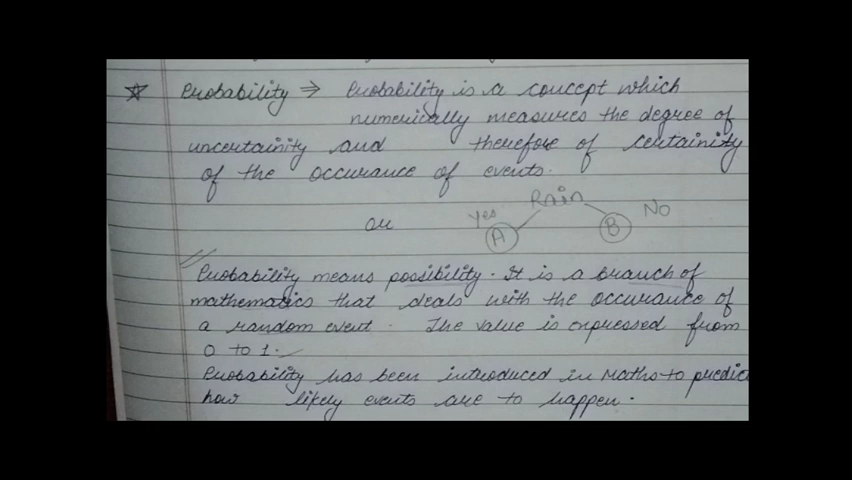 Probability ⇒ Probability is a concept which
numerically measures the degree of
uncertainity and therefore of certainity
of the occurance of events.
Rain
Yes No
or A B
Probability means possibility. It is a branch of
mathematics that deals with the occurance of
a random event. The value is expressed from
0 to 1.
Probability has been introduced in Maths to predic
how likely events are to happen.